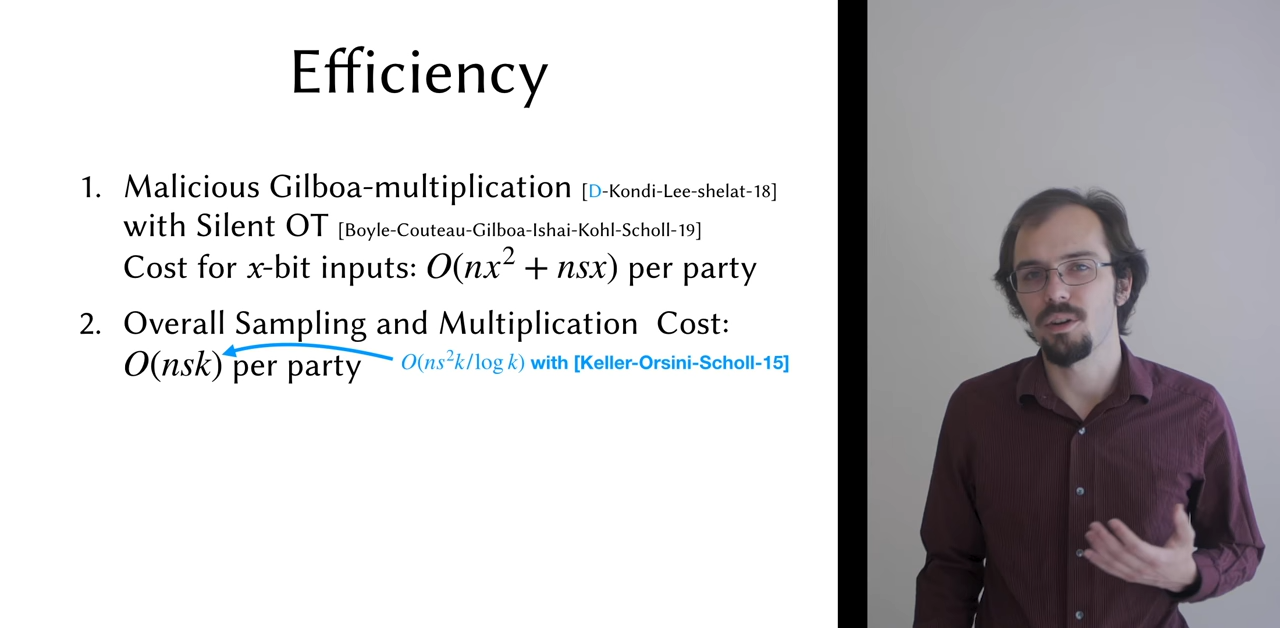 Efficiency
1. Malicious Gilboa-multiplication [D-Kondi-Lee-shelat-18]
with Silent OT [Boyle-Couteau-Gilboa-Ishai-Kohl-Scholl-19]
Cost for x-bit inputs: O(nx² + nsx) per party
2. Overall Sampling and Multiplication Cost:
O(nsk) per party O(ns²k/log k) with [Keller-Orsini-Scholl-15]